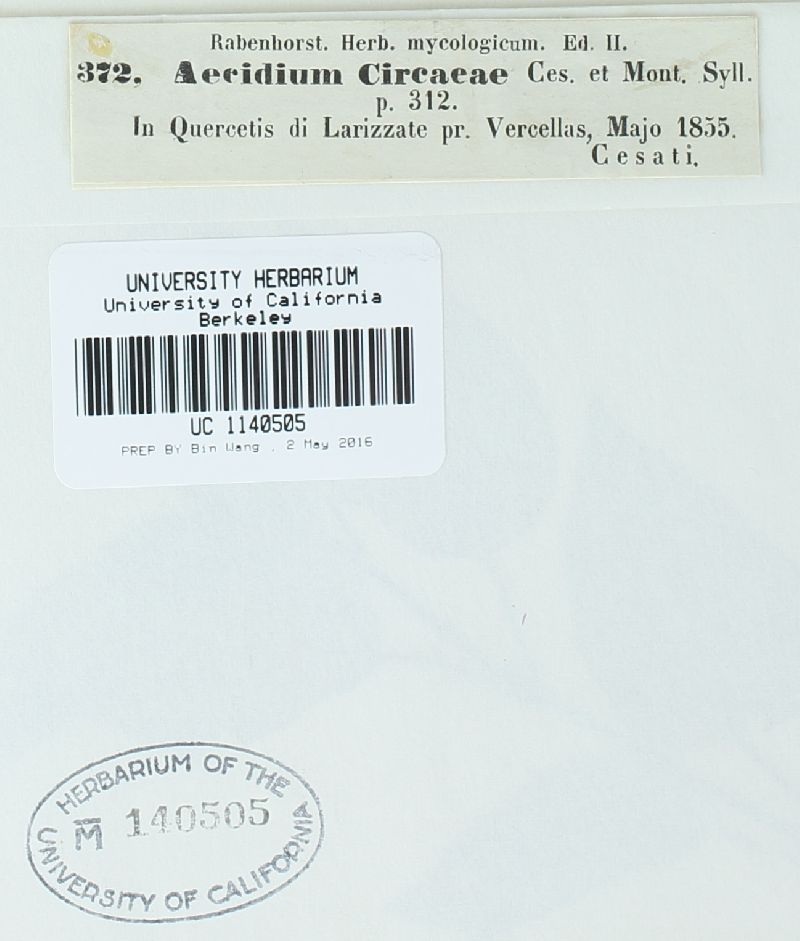 Rabenhorst. Herb. mycologicum. Ed. II.
372. Aecidium Circaeae Ces. et Mont. Syll.
p. 312.
In Quercetis di Larizzate pr. Vercellas, Majo 1855.
Cesati.
UNIVERSITY HERBARIUM
University of California
Berkeley
UC 1140505
PREP BY Bin Wang . 2 May 2016
HERBARIUM OF THE
M̅ 140505
UNIVERSITY OF CALIFORNIA